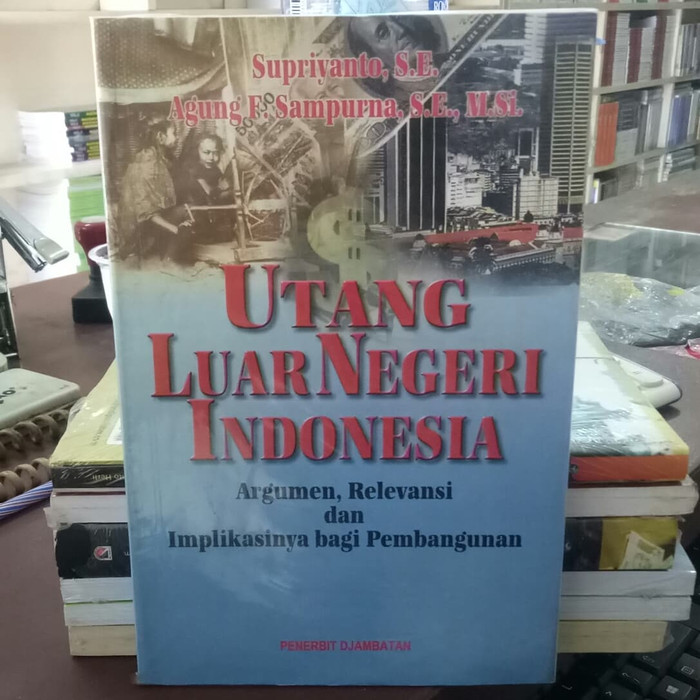 Supriyanto, S.E.
Agung F. Sampurna, S.E., M.Si.
UTANG
LUAR NEGERI
INDONESIA
Argumen, Relevansi
dan
Implikasinya bagi Pembangunan
PENERBIT DJAMBATAN